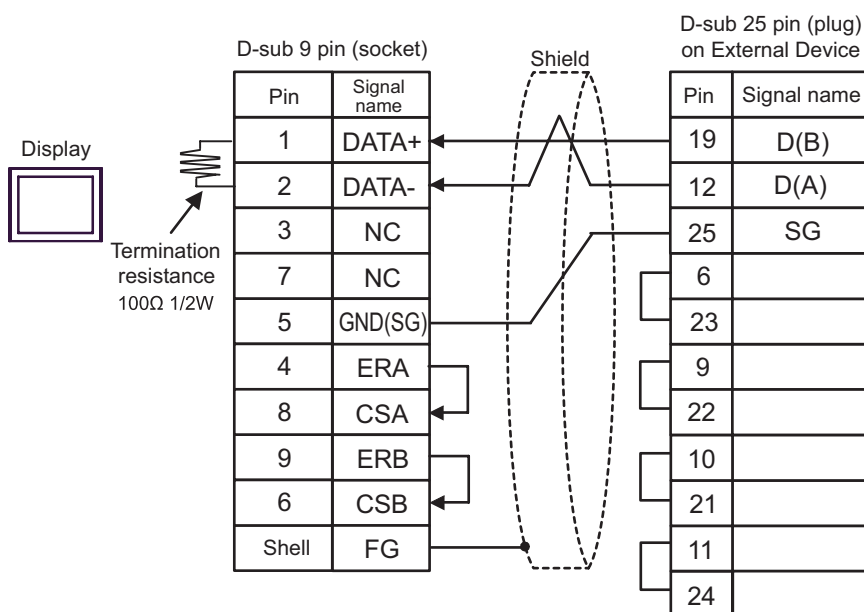 D-sub 9 pin (socket)
Shield
D-sub 25 pin (plug)
on External Device
Display
Termination
resistance
100Ω 1/2W
Pin Signal name
1 DATA+
2 DATA-
3 NC
7 NC
5 GND(SG)
4 ERA
8 CSA
9 ERB
6 CSB
Shell FG
Pin Signal name
19 D(B)
12 D(A)
25 SG
6
23
9
22
10
21
11
24